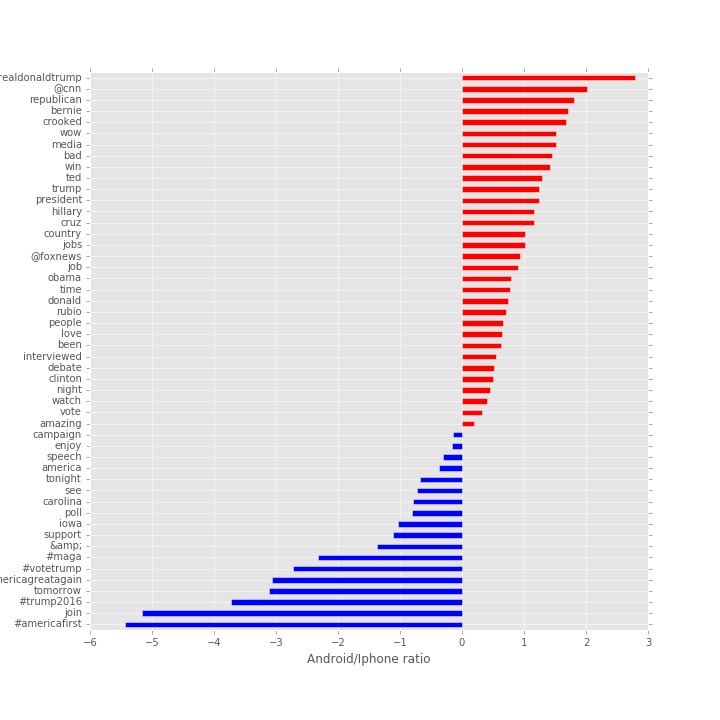 realdonaldtrump
@cnn
republican
bernie
crooked
wow
media
bad
win
ted
trump
president
hillary
cruz
country
jobs
@foxnews
job
obama
time
donald
rubio
people
love
been
interviewed
debate
clinton
night
watch
vote
amazing
campaign
enjoy
speech
america
tonight
see
carolina
poll
iowa
support
&amp;
#maga
#votetrump
nericagreatagain
tomorrow
#trump2016
join
#americafirst
−6 −5 −4 −3 −2 −1 0 1 2 3
Android/Iphone ratio